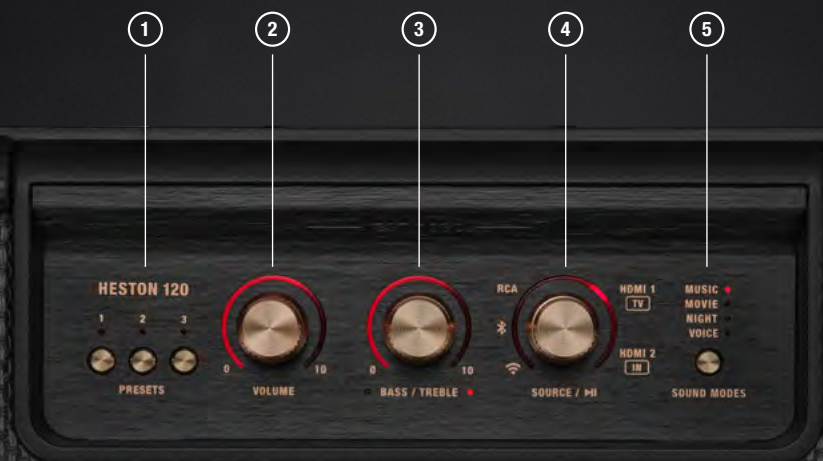 1 2 3 4 5
HESTON 120
1 2 3
PRESETS
0 10
VOLUME
0 10
BASS / TREBLE
RCA
HDMI 1
TV
HDMI 2
IN
SOURCE /
MUSIC
MOVIE
NIGHT
VOICE
SOUND MODES